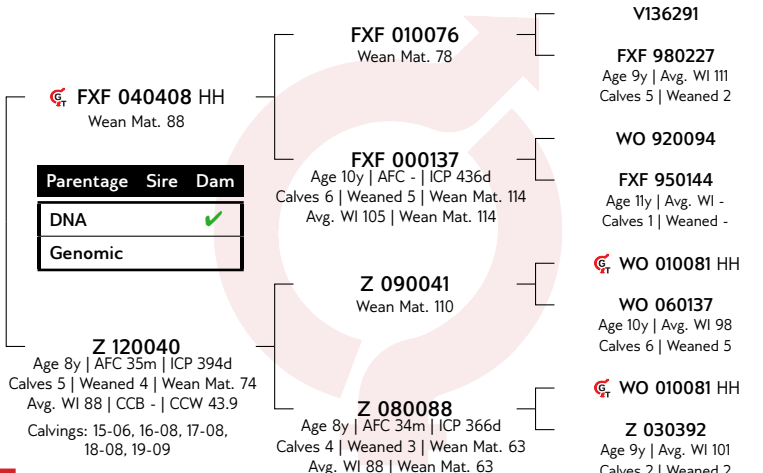 FXF 040408 HH
Wean Mat. 88
Parentage Sire Dam
DNA ✔
Genomic
Z 120040
Age 8y | AFC 35m | ICP 394d
Calves 5 | Weaned 4 | Wean Mat. 74
Avg. WI 88 | CCB - | CCW 43.9
Calvings: 15-06, 16-08, 17-08,
18-08, 19-09
FXF 010076
Wean Mat. 78
FXF 000137
Age 10y | AFC - | ICP 436d
Calves 6 | Weaned 5 | Wean Mat. 114
Avg. WI 105 | Wean Mat. 114
Z 090041
Wean Mat. 110
Z 080088
Age 8y | AFC 34m | ICP 366d
Calves 4 | Weaned 3 | Wean Mat. 63
Avg. WI 88 | Wean Mat. 63
V136291
FXF 980227
Age 9y | Avg. WI 111
Calves 5 | Weaned 2
WO 920094
FXF 950144
Age 11y | Avg. WI -
Calves 1 | Weaned -
GT WO 010081 HH
WO 060137
Age 10y | Avg. WI 98
Calves 6 | Weaned 5
GT WO 010081 HH
Z 030392
Age 9y | Avg. WI 101
Calves 2 | Weaned 2